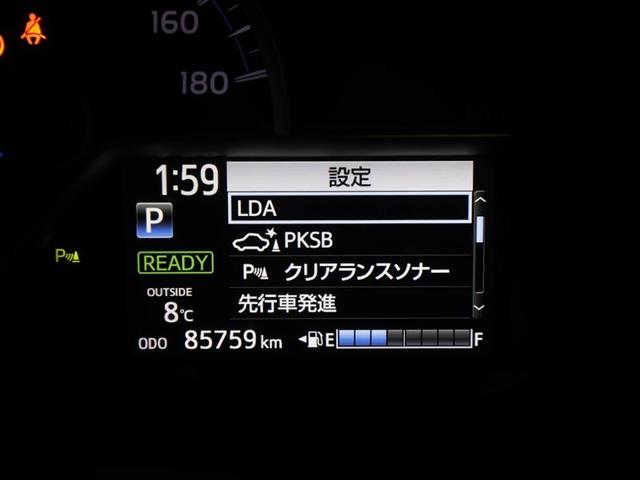 160
180
1:59
設定
LDA
P
PKSB
P クリアランスソナー
READY
OUTSIDE
8℃
先行車発進
ODO 85759 km
E F
P